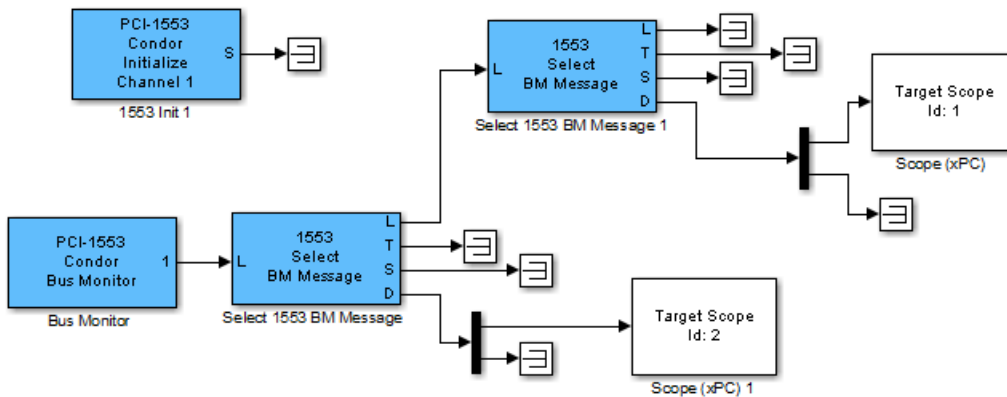 PCI-1553
Condor
Initialize
Channel 1
S
1553 Init 1
1553
Select
BM Message
L
L
T
S
D
Select 1553 BM Message 1
Target Scope
Id: 1
Scope (xPC)
PCI-1553
Condor
Bus Monitor
1
Bus Monitor
1553
Select
BM Message
L
L
T
S
D
Select 1553 BM Message
Target Scope
Id: 2
Scope (xPC) 1